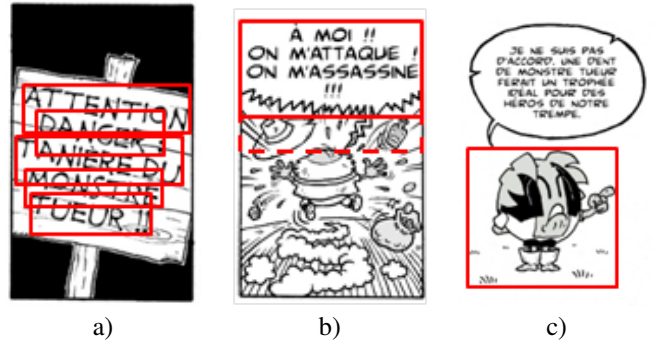 ATTENTION
DANGER !
TANIÈRE DU
MONSTRE
TUEUR !!
À MOI !!
ON M'ATTAQUE !
ON M'ASSASSINE
!!!
JE NE SUIS PAS
D'ACCORD. UNE DENT
DE MONSTRE TUEUR
FERAIT UN TROPHÉE
IDÉAL POUR DES
HÉROS DE NOTRE
TREMPE.
a)
b)
c)